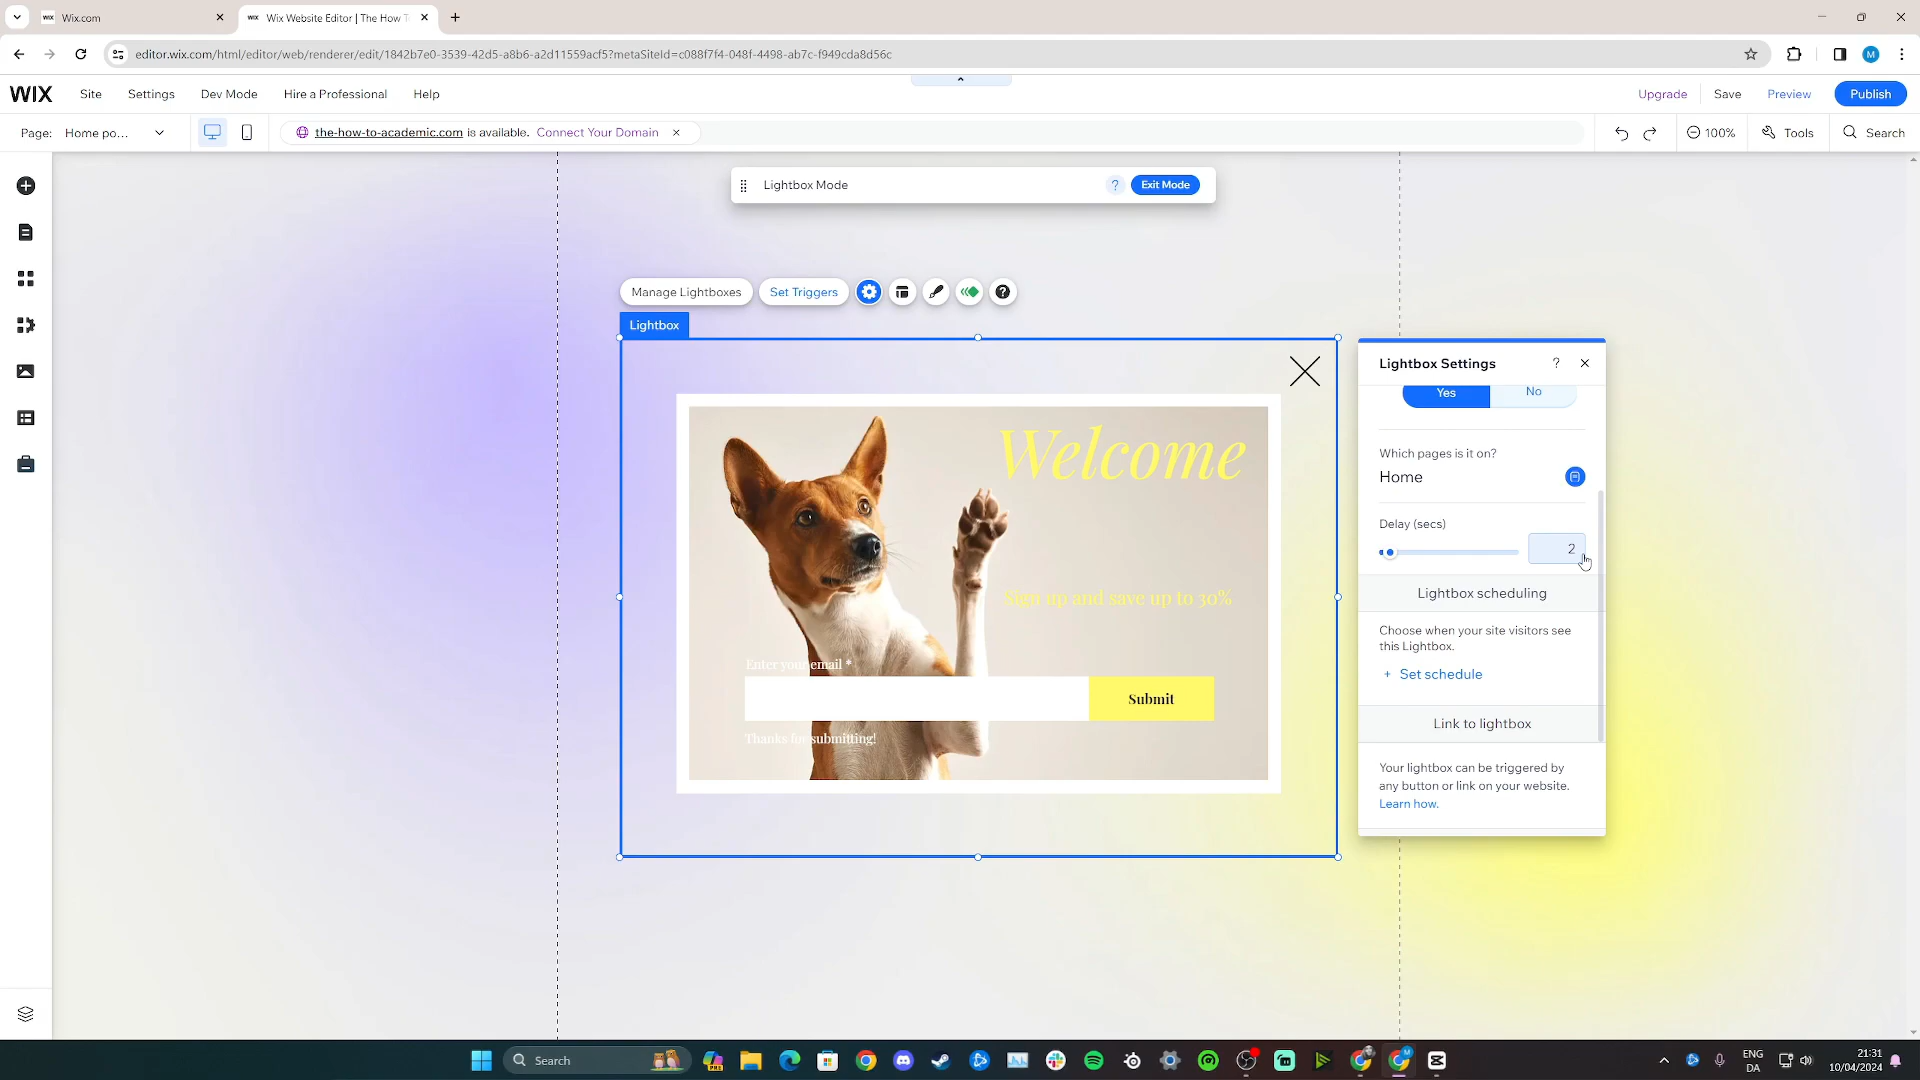 Wix.com
Wix Website Editor | The How T
editor.wix.com/html/editor/web/renderer/edit/1842b7e0-3539-42d5-a8b6-a2d11559acf5?metaSiteId=c088f7f4-048f-4498-ab7c-f949cda8d56c
M
WIX
Site
Settings
Dev Mode
Hire a Professional
Help
Upgrade
Save
Preview
Publish
Page: Home po...
the-how-to-academic.com is available. Connect Your Domain
100%
Tools
Search
Lightbox Mode
?
Exit Mode
Manage Lightboxes
Set Triggers
Lightbox
Welcome
Sign up and save up to 30%
Enter your email *
Submit
Thanks for submitting!
Lightbox Settings
?
Yes
No
Which pages is it on?
Home
Delay (secs)
2
Lightbox scheduling
Choose when your site visitors see
this Lightbox.
+ Set schedule
Link to lightbox
Your lightbox can be triggered by
any button or link on your website.
Learn how.
Search
ENG
DA
21:31
10/04/2024